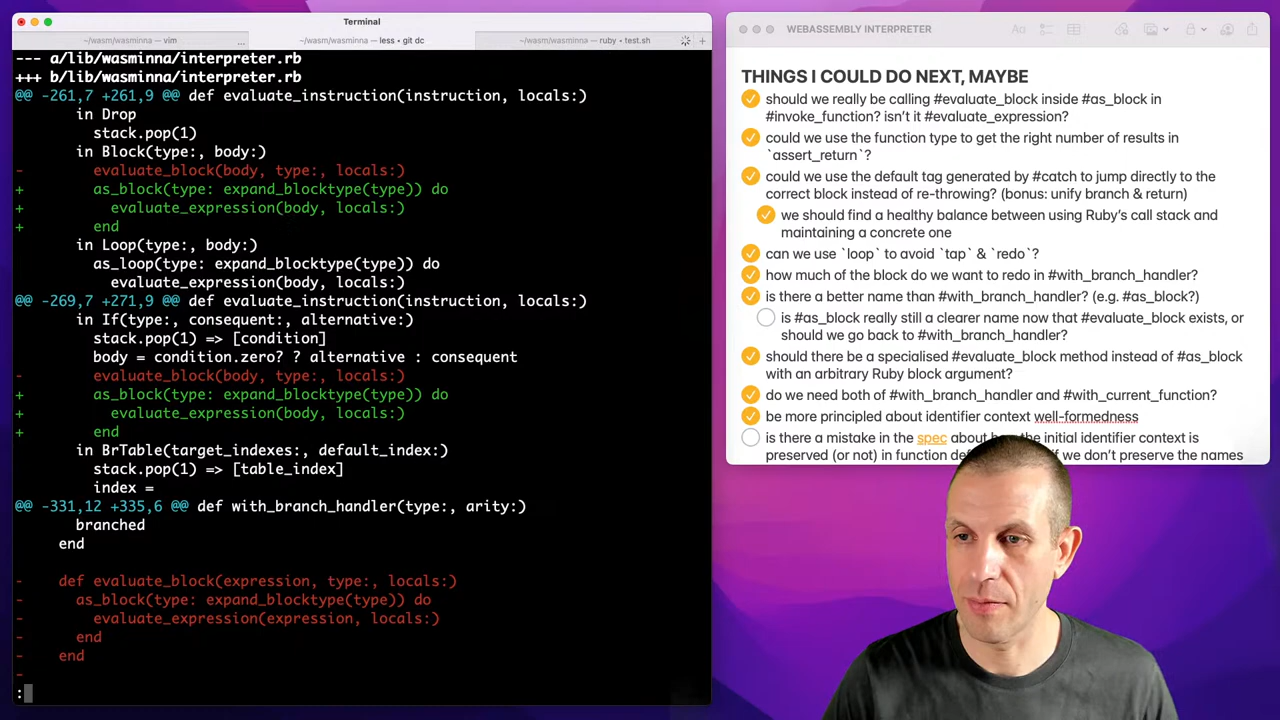 Terminal
~/wasm/wasminna — vim
...
~/wasm/wasminna — less • git dc
~/wasm/wasminna — ruby • test.sh
--- a/lib/wasminna/interpreter.rb
+++ b/lib/wasminna/interpreter.rb
@@ -261,7 +261,9 @@ def evaluate_instruction(instruction, locals:)
in Drop
stack.pop(1)
in Block(type:, body:)
- evaluate_block(body, type:, locals:)
+ as_block(type: expand_blocktype(type)) do
+ evaluate_expression(body, locals:)
+ end
in Loop(type:, body:)
as_loop(type: expand_blocktype(type)) do
evaluate_expression(body, locals:)
@@ -269,7 +271,9 @@ def evaluate_instruction(instruction, locals:)
in If(type:, consequent:, alternative:)
stack.pop(1) => [condition]
body = condition.zero? ? alternative : consequent
- evaluate_block(body, type:, locals:)
+ as_block(type: expand_blocktype(type)) do
+ evaluate_expression(body, locals:)
+ end
in BrTable(target_indexes:, default_index:)
stack.pop(1) => [table_index]
index =
@@ -331,12 +335,6 @@ def with_branch_handler(type:, arity:)
branched
end
- def evaluate_block(expression, type:, locals:)
- as_block(type: expand_blocktype(type)) do
- evaluate_expression(expression, locals:)
- end
- end
-
:
WEBASSEMBLY INTERPRETER
Aa
THINGS I COULD DO NEXT, MAYBE
should we really be calling #evaluate_block inside #as_block in
#invoke_function? isn't it #evaluate_expression?
could we use the function type to get the right number of results in
`assert_return`?
could we use the default tag generated by #catch to jump directly to the
correct block instead of re-throwing? (bonus: unify branch & return)
we should find a healthy balance between using Ruby's call stack and
maintaining a concrete one
can we use `loop` to avoid `tap` & `redo`?
how much of the block do we want to redo in #with_branch_handler?
is there a better name than #with_branch_handler? (e.g. #as_block?)
is #as_block really still a clearer name now that #evaluate_block exists, or
should we go back to #with_branch_handler?
should there be a specialised #evaluate_block method instead of #as_block
with an arbitrary Ruby block argument?
do we need both of #with_branch_handler and #with_current_function?
be more principled about identifier context well-formedness
is there a mistake in the spec about how the initial identifier context is
preserved (or not) in function if we don't preserve the names